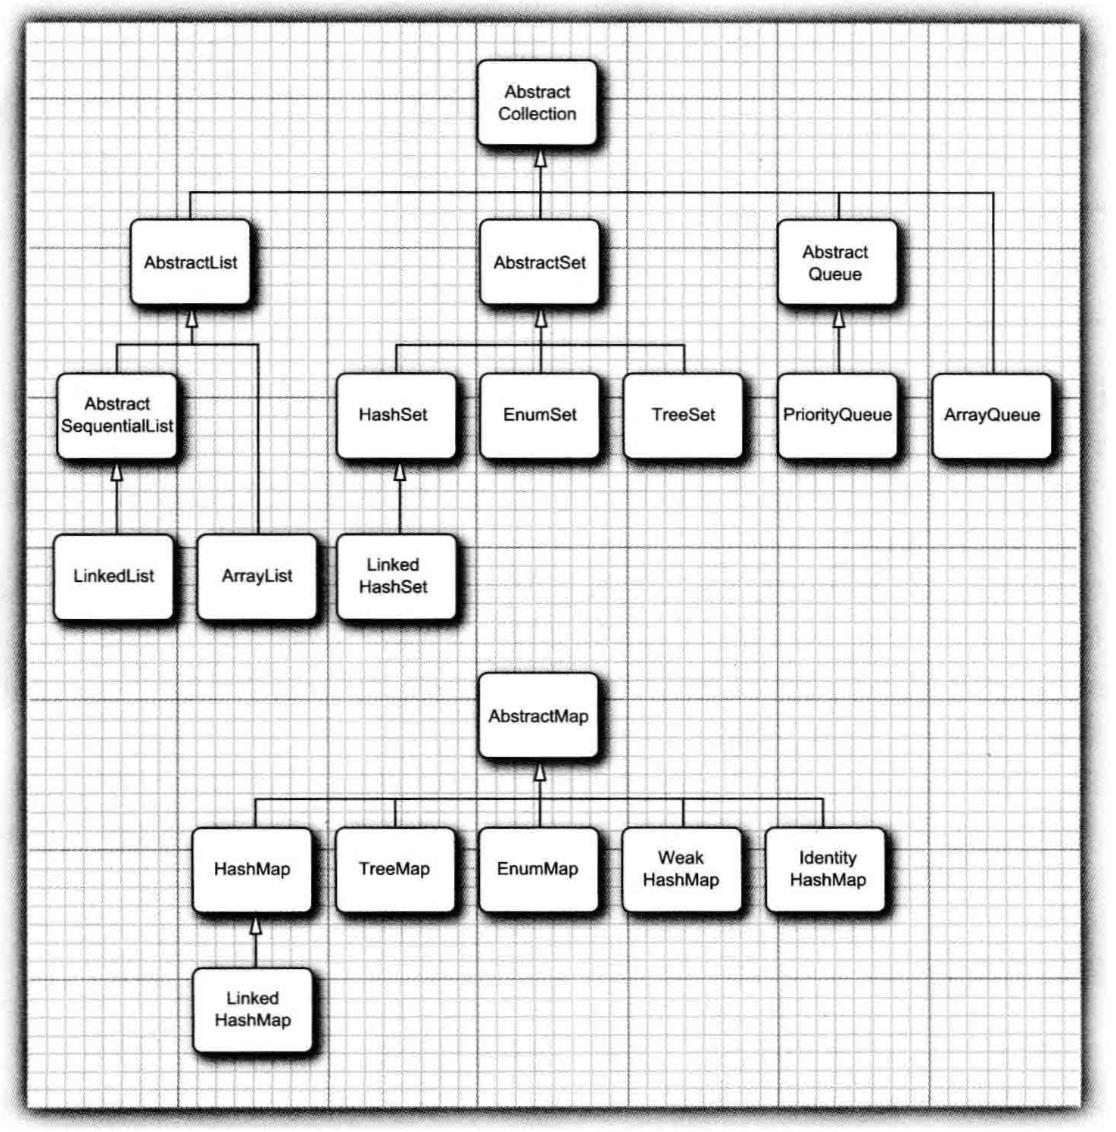 Abstract
Collection
AbstractList
AbstractSet
Abstract
Queue
Abstract
SequentialList
HashSet
EnumSet
TreeSet
PriorityQueue
ArrayQueue
LinkedList
ArrayList
Linked
HashSet
AbstractMap
HashMap
TreeMap
EnumMap
Weak
HashMap
Identity
HashMap
Linked
HashMap